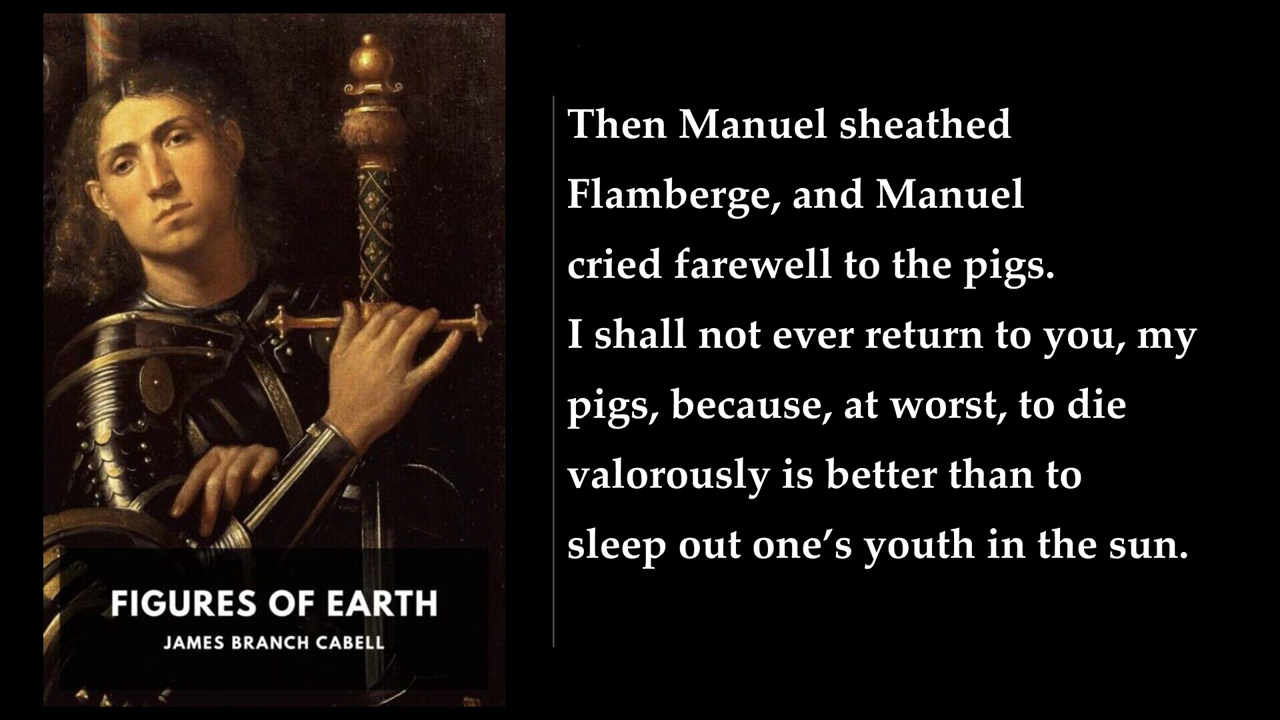 Then Manuel sheathed
Flamberge, and Manuel
cried farewell to the pigs.
I shall not ever return to you, my
pigs, because, at worst, to die
valorously is better than to
sleep out one’s youth in the sun.
FIGURES OF EARTH
JAMES BRANCH CABELL